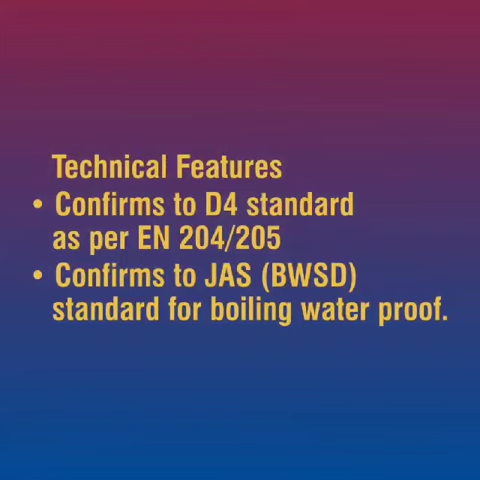 Technical Features
• Confirms to D4 standard
as per EN 204/205
• Confirms to JAS (BWSD)
standard for boiling water proof.